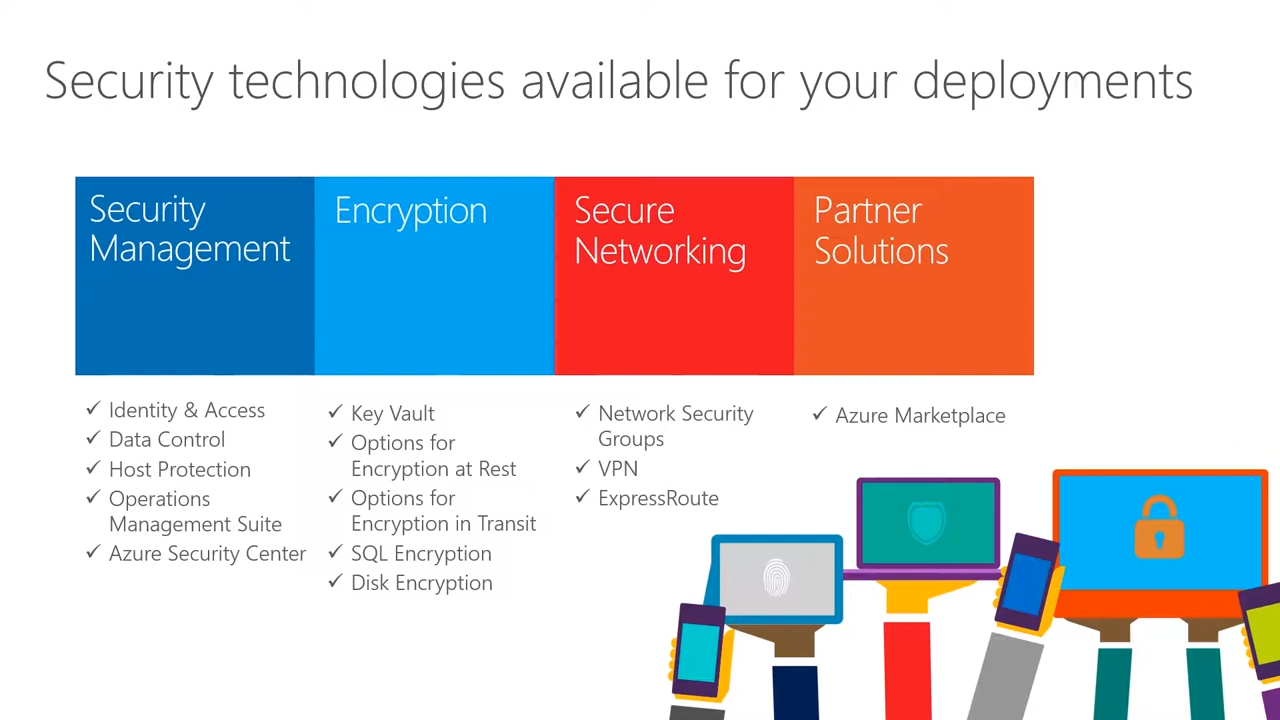 Security technologies available for your deployments
Security
Management
Encryption
Secure
Networking
Partner
Solutions
Identity & Access
Data Control
Host Protection
Operations
Management Suite
Azure Security Center
Key Vault
Options for
Encryption at Rest
Options for
Encryption in Transit
SQL Encryption
Disk Encryption
Network Security
Groups
VPN
ExpressRoute
Azure Marketplace